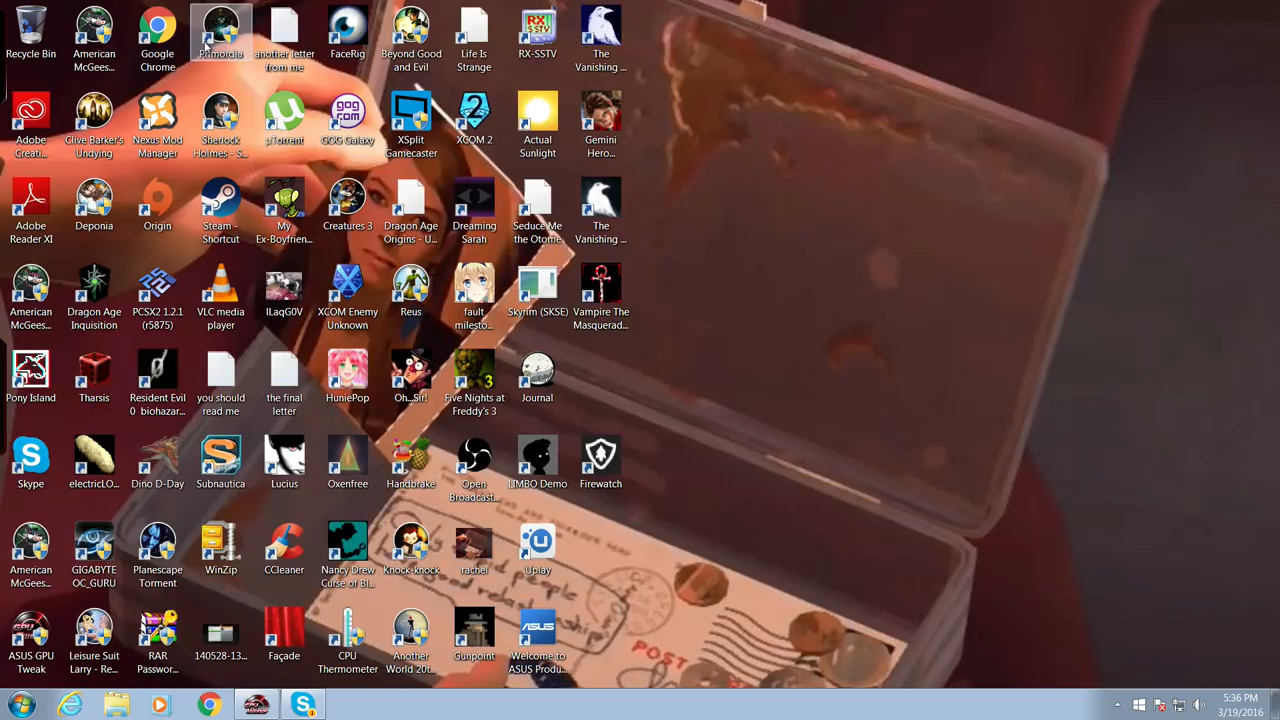 Recycle Bin
American McGees...
Google Chrome
Primordia
another letter from me
FaceRig
Beyond Good and Evil
Life Is Strange
RX-SSTV
The Vanishing ...
Adobe Creati...
Clive Barker's Undying
Nexus Mod Manager
Sherlock Holmes - S...
µTorrent
GOG Galaxy
XSplit Gamecaster
XCOM 2
Actual Sunlight
Gemini Hero...
Adobe Reader XI
Deponia
Origin
Steam - Shortcut
My Ex-Boyfrien...
Creatures 3
Dragon Age Origins - U...
Dreaming Sarah
Seduce Me the Otome
The Vanishing ...
American McGees...
Dragon Age Inquisition
PCSX2 1.2.1 (r5875)
VLC media player
ILaqG0V
XCOM Enemy Unknown
Reus
fault milesto...
Skyrim (SKSE)
Vampire The Masquerad...
Pony Island
Tharsis
Resident Evil 0 biohazar...
you should read me
the final letter
HuniePop
Oh...Sir!
Five Nights at Freddy's 3
Journal
Skype
electricLO...
Dino D-Day
Subnautica
Lucius
Oxenfree
Handbrake
Open Broadcast...
LIMBO Demo
Firewatch
American McGees...
GIGABYTE OC_GURU
Planescape Torment
WinZip
CCleaner
Nancy Drew Curse of Bl...
Knock-knock
rachel
Uplay
ASUS GPU Tweak
Leisure Suit Larry - Re...
RAR Passwor...
140528-13...
Façade
CPU Thermometer
Another World 20t...
Gunpoint
Welcome to ASUS Produ...
POST
5:36 PM
3/19/2016